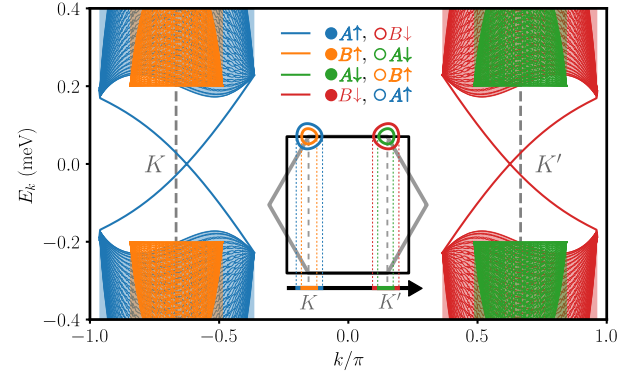 0.4
0.2
0.0
−0.2
−0.4
E_k (meV)
−1.0
−0.5
0.0
0.5
1.0
k/π
K
K′
●A↑, ○B↓
●B↑, ○A↓
●A↓, ○B↑
●B↓, ○A↑
K
K′